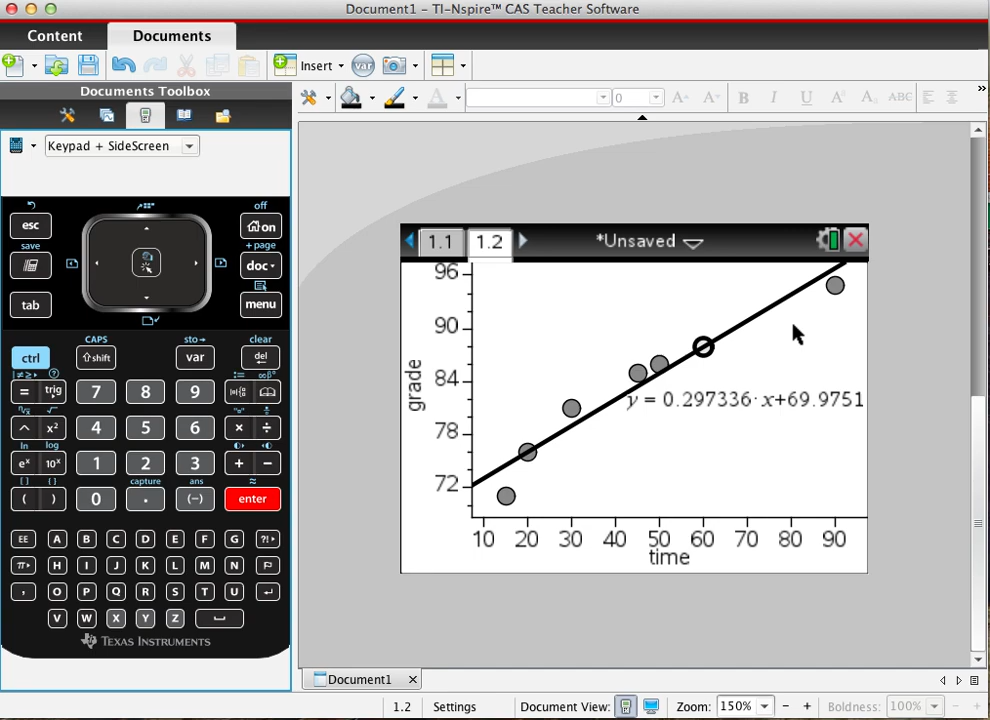 Document1 - TI-Nspire™ CAS Teacher Software
Content
Documents
Insert
var
Documents Toolbox
0
A
B I U A A ABC
Keypad + SideScreen
off
esc
on
save
+ page
doc
tab
menu
CAPS
sto
clear
ctrl
shift
var
del
=
trig
7
8
9
^
x²
4
5
6
×
÷
ln
log
eˣ
10ˣ
1
2
3
+
−
[ ]
{ }
capture
ans
≈
(
)
0
.
(−)
enter
EE A B C D E F G ?!
π H I J K L M N
, O P Q R S T U
V W X Y Z
TEXAS INSTRUMENTS
1.1
1.2
*Unsaved
96
90
84
78
72
grade
y = 0.297336·x+69.9751
10 20 30 40 50 60 70 80 90
time
Document1
1.2
Settings
Document View:
Zoom:
150%
- +
Boldness:
100%
- +